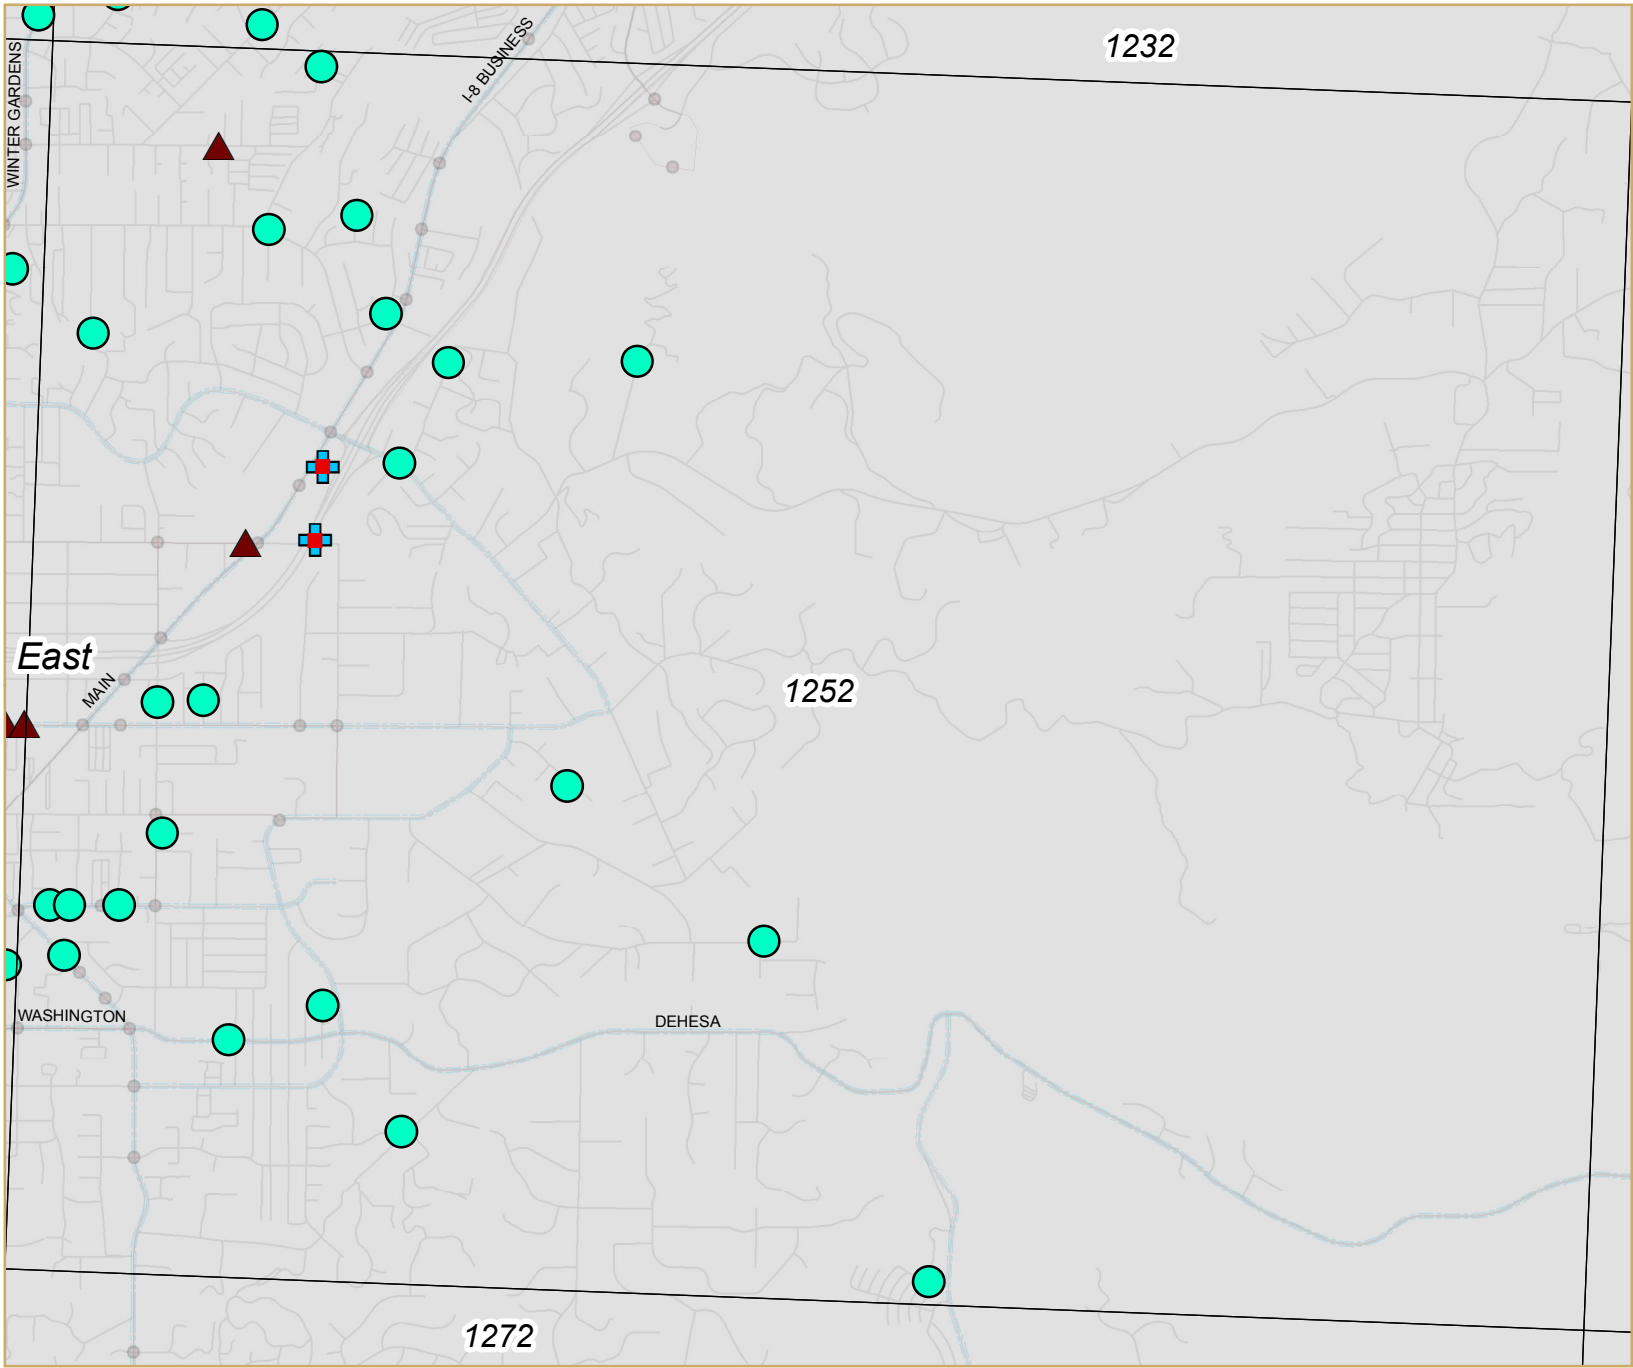 1232
I-8 BUSINESS
WINTER GARDENS
East
MAIN
1252
WASHINGTON
DEHESA
1272